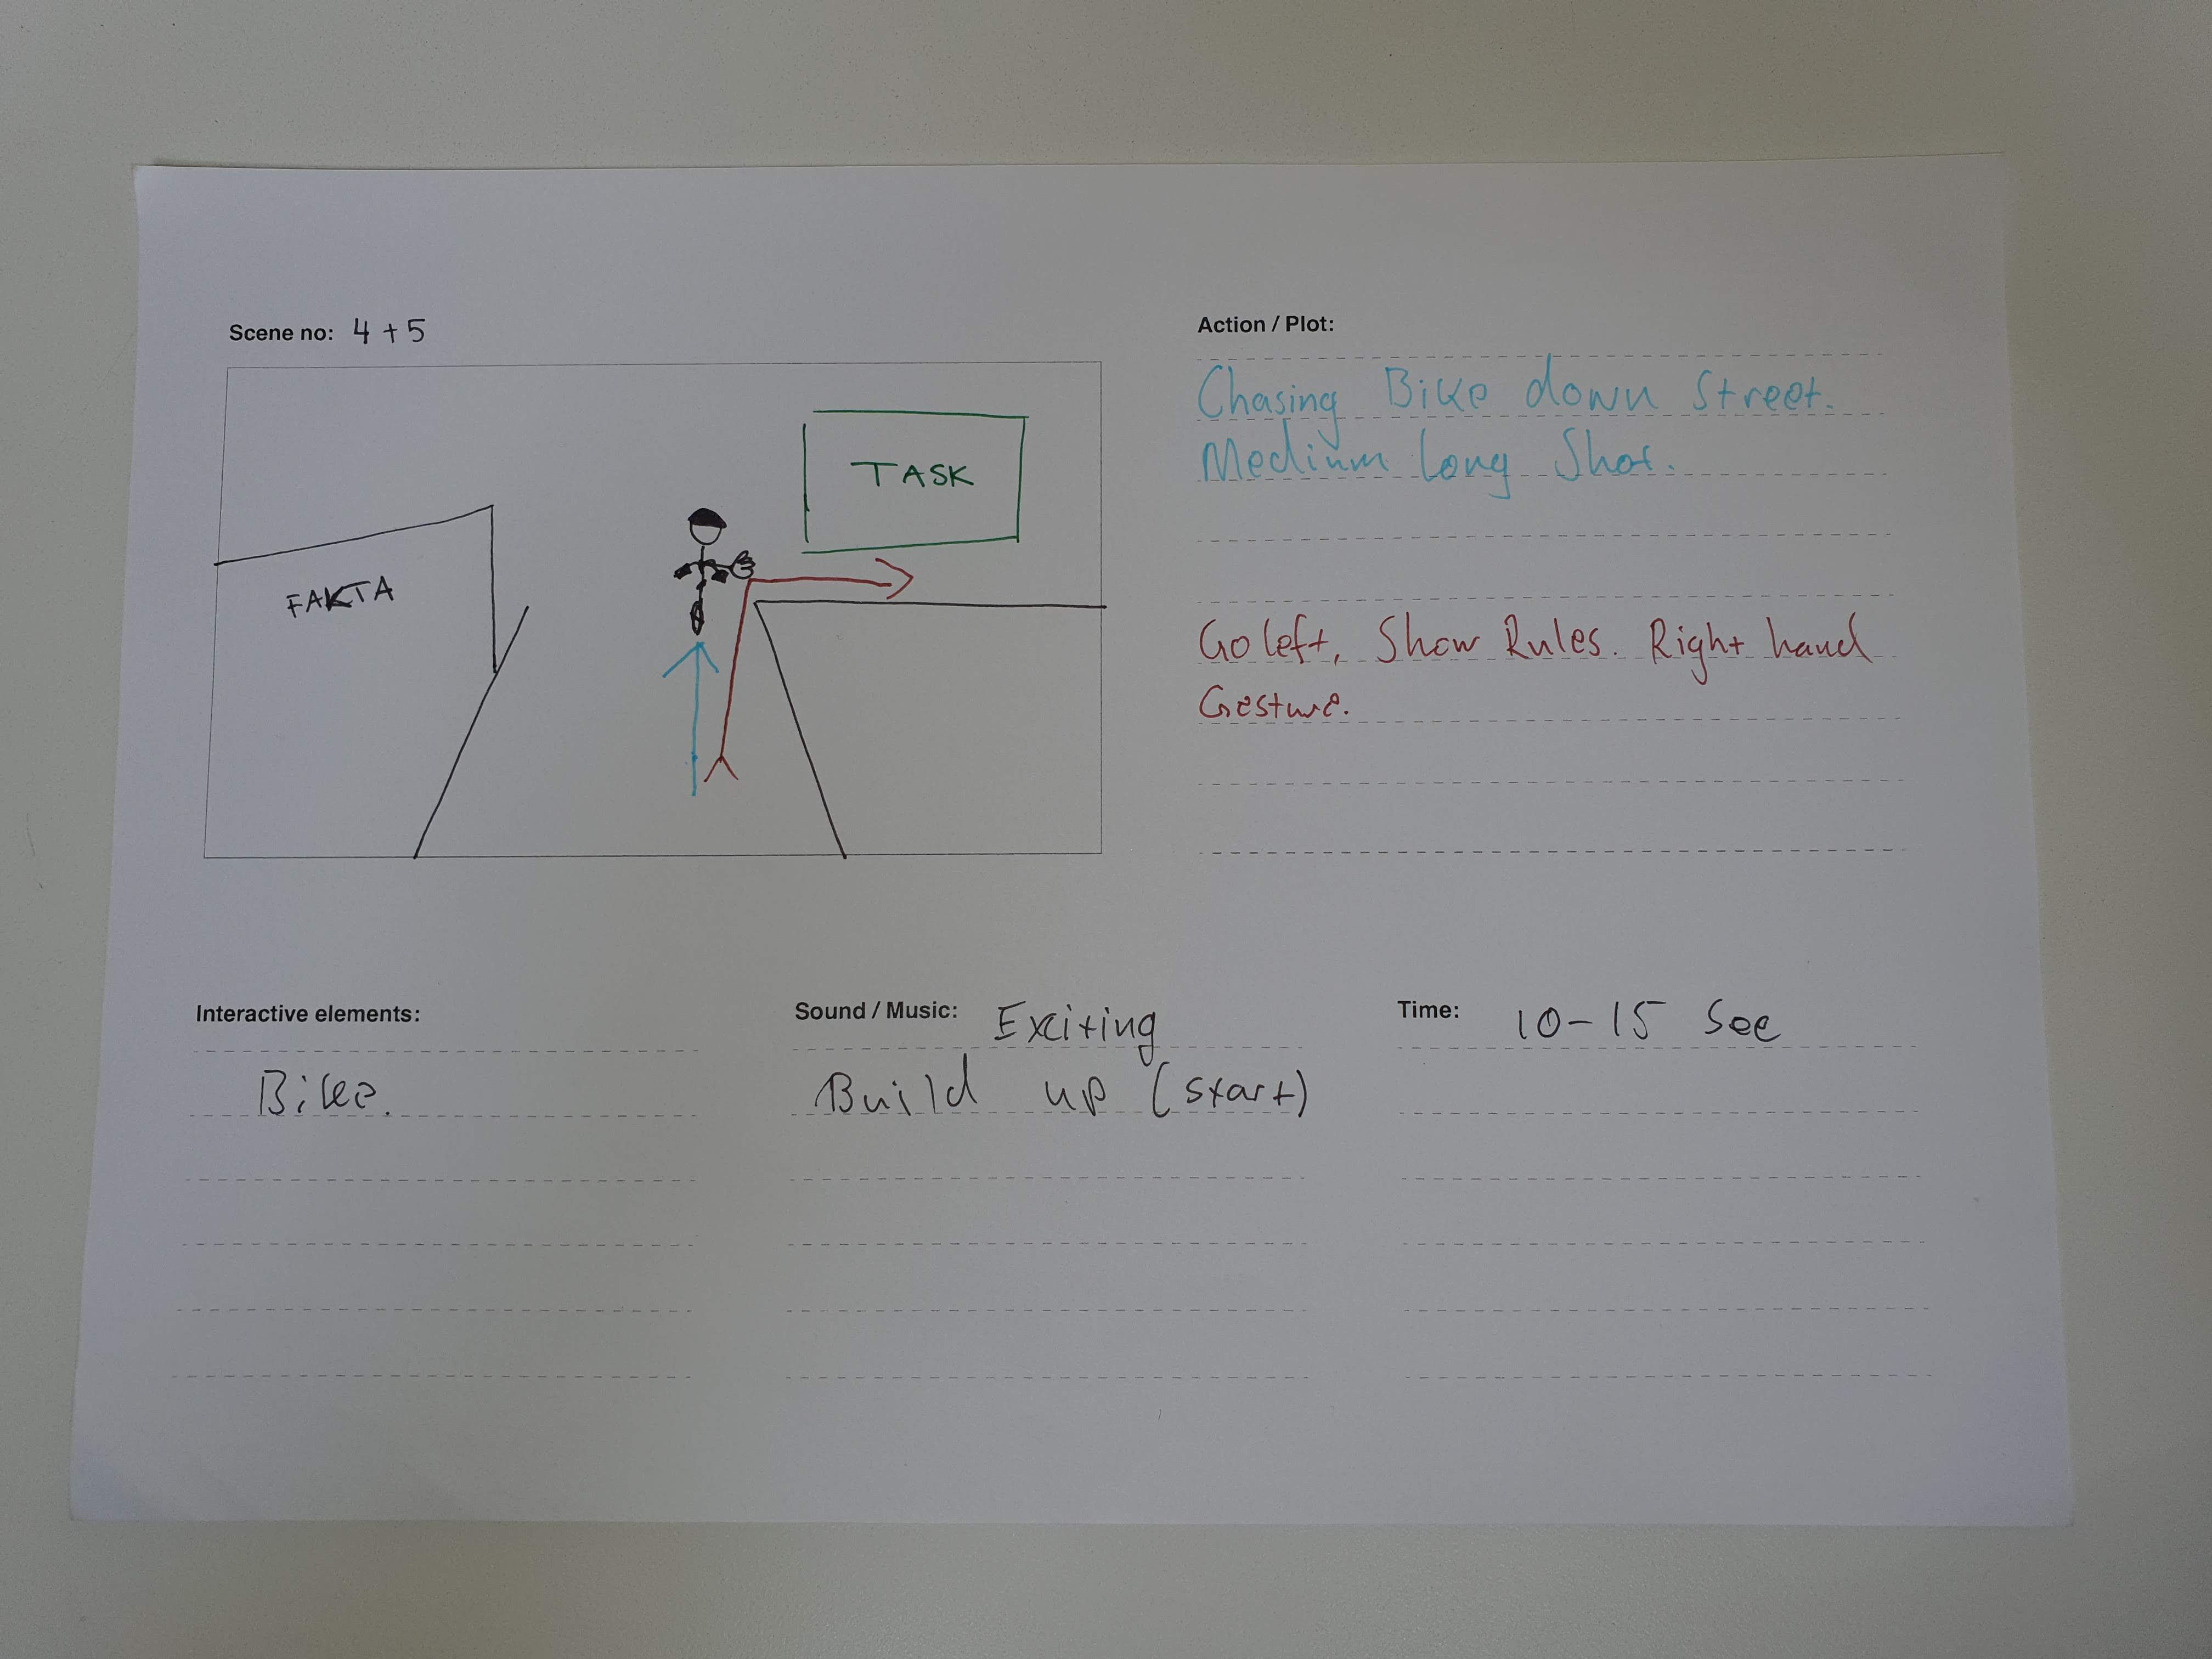 Scene no: 4 + 5
TASK
FAKTA
Action / Plot:
Chasing Bike down Street.
Medium long Shot.
Go left, Show Rules. Right hand
Gesture.
Interactive elements:
Bike.
Sound / Music: Exciting
Build up (start)
Time: 10-15 Sec